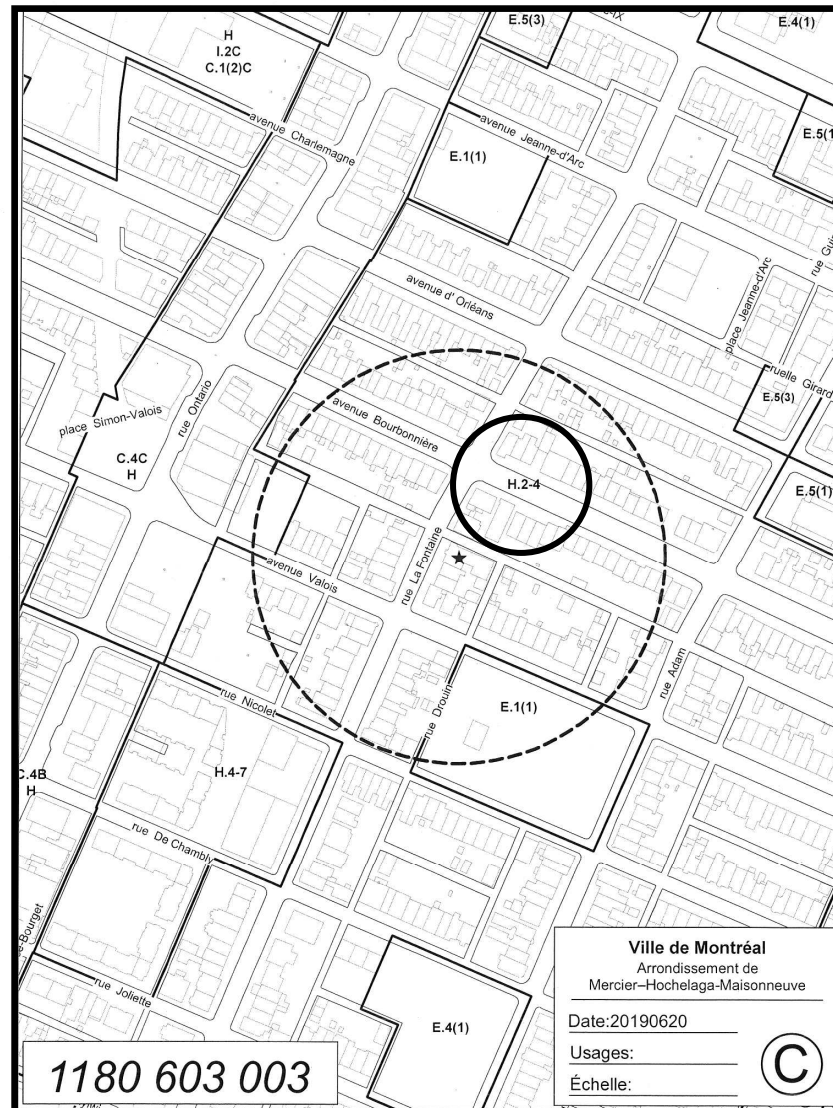 H
I.2C
C.1(2)C
E.5(3)
E.4(1)
avenue Charlemagne
avenue Jeanne-d'Arc
E.5(1
E.1(1)
avenue d' Orléans
place Jeanne-d'Arc
ruelle Girard
E.5(3)
place Simon-Valois
rue Ontario
avenue Bourbonnière
C.4C
H
H.2-4
E.5(1)
rue La Fontaine
★
avenue Valois
rue Adam
rue Nicolet
rue Drouin
E.1(1)
H.4-7
C.4B
H
rue De Chambly
-Bourget
rue Joliette
E.4(1)
Ville de Montréal
Arrondissement de
Mercier–Hochelaga-Maisonneuve
Date:20190620
Usages:
Échelle:
C
1180 603 003